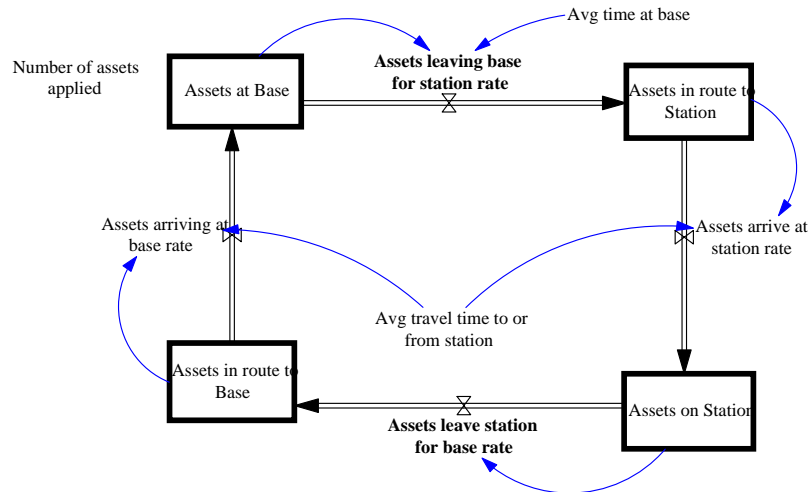 Avg time at base
Number of assets
applied
Assets at Base
Assets leaving base
for station rate
Assets in route to
Station
Assets arriving at
base rate
Assets arrive at
station rate
Avg travel time to or
from station
Assets in route to
Base
Assets leave station
for base rate
Assets on Station